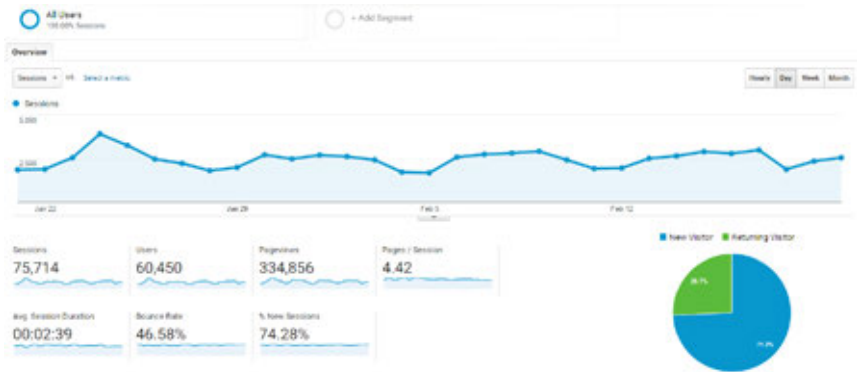 All Users
100.00% Sessions
+ Add Segment
Overview
Sessions
Select a metric
Hourly Day Week Month
Sessions
5,000
2,500
Jan 22
Jan 29
Feb 5
Feb 12
New Visitor Returning Visitor
Sessions
75,714
Users
60,450
Pageviews
334,856
Pages / Session
4.42
Avg. Session Duration
00:02:39
Bounce Rate
46.58%
% New Sessions
74.28%